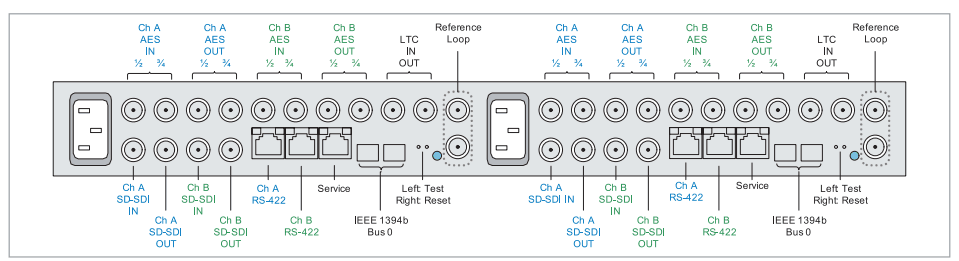 Ch A
AES
IN
½ ¾
Ch A
AES
OUT
½ ¾
Ch B
AES
IN
½ ¾
Ch B
AES
OUT
½ ¾
LTC
IN
OUT
Reference
Loop
Ch A
AES
IN
½ ¾
Ch A
AES
OUT
½ ¾
Ch B
AES
IN
½ ¾
Ch B
AES
OUT
½ ¾
LTC
IN
OUT
Reference
Loop
Ch A
SD-SDI
IN
Ch A
SD-SDI
OUT
Ch B
SD-SDI
IN
Ch B
SD-SDI
OUT
Ch A
RS-422
Ch B
RS-422
Service
IEEE 1394b
Bus 0
Left: Test
Right: Reset
Ch A
SD-SDI IN
Ch A
SD-SDI
OUT
Ch B
SD-SDI
IN
Ch B
SD-SDI
OUT
Ch A
RS-422
Ch B
RS-422
Service
IEEE 1394b
Bus 0
Left: Test
Right: Reset